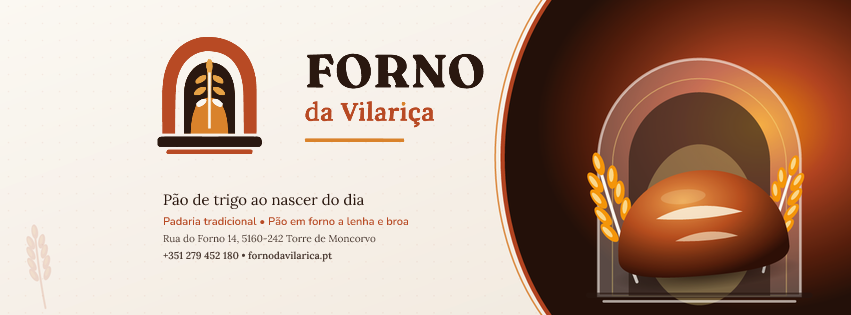 FORNO
da Vilariça
Pão de trigo ao nascer do dia
Padaria tradicional • Pão em forno a lenha e broa
Rua do Forno 14, 5160-242 Torre de Moncorvo
+351 279 452 180 • fornodavilarica.pt